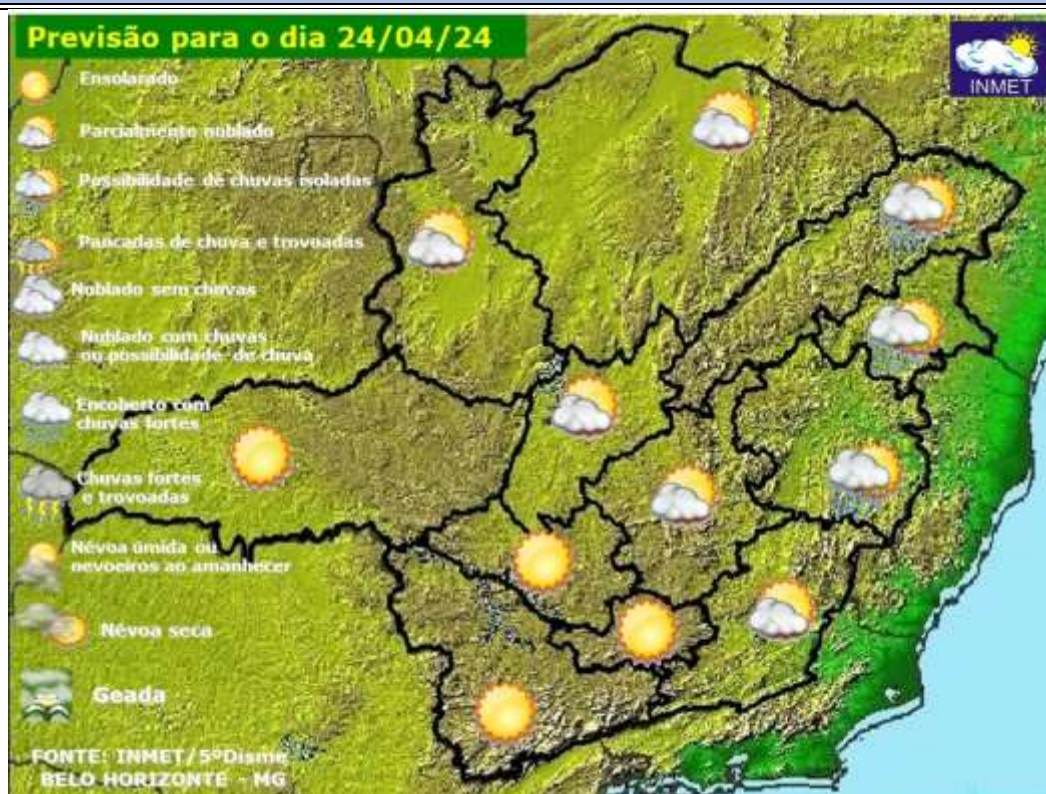 Previsão para o dia 24/04/24
INMET
Ensolarado
Parcialmente nublado
Possibilidade de chuvas isoladas
Pancadas de chuva e trovoadas
Noblado sem chuvas
Nublado com chuvas
ou possibilidade de chuva
Encoberto com
chuvas fortes
Chuvas fortes
e trovoadas
Névoa úmida ou
nevoeiros ao amanhecer
Névoa seca
Geada
FONTE: INMET/5ºDisme
BELO HORIZONTE - MG